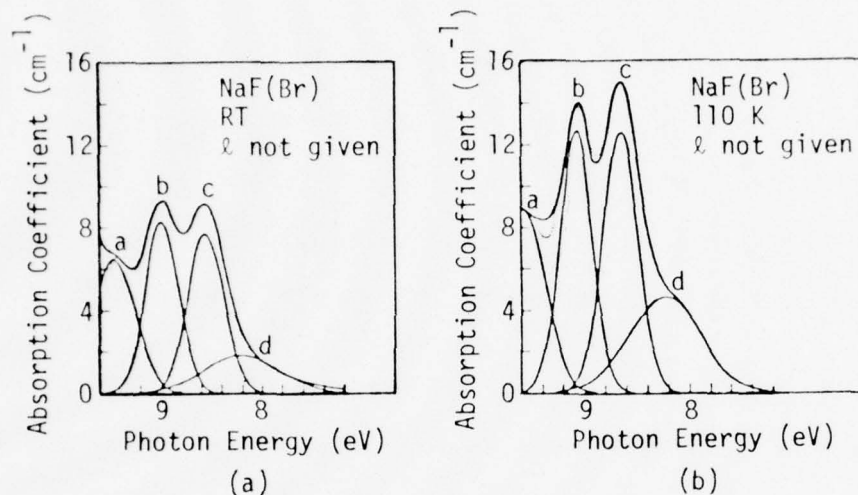 Absorption Coefficient (cm⁻¹)
16
12
8
4
0
NaF(Br)
RT
ℓ not given
a
b
c
d
9
8
Photon Energy (eV)
(a)
Absorption Coefficient (cm⁻¹)
16
12
8
4
0
NaF(Br)
110 K
ℓ not given
a
b
c
d
9
8
Photon Energy (eV)
(b)